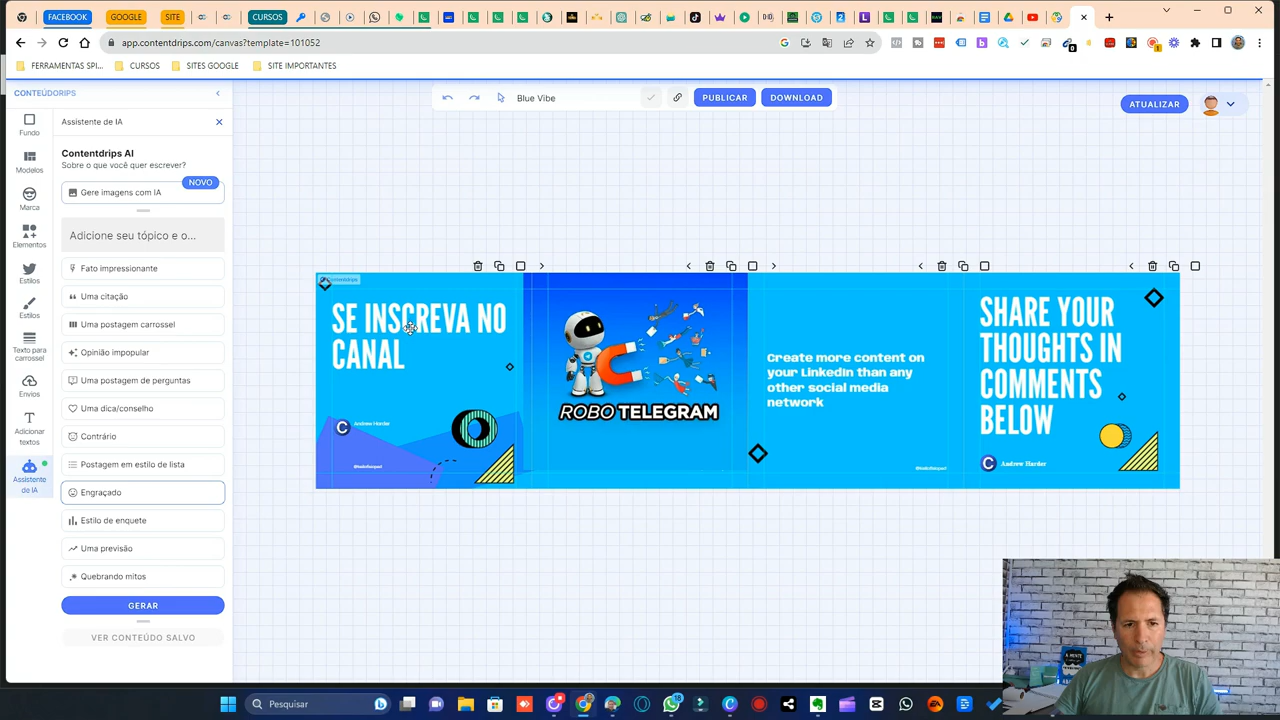 FACEBOOK
GOOGLE
SITE
CURSOS
app.contentdrips.com/canvas?template=101052
FERRAMENTAS SPI...
CURSOS
SITES GOOGLE
SITE IMPORTANTES
CONTEÚDORIPS
Blue Vibe
PUBLICAR
DOWNLOAD
ATUALIZAR
Fundo
Modelos
Marca
Elementos
Estilos
Estilos
Texto para
carrossel
Envios
Adicionar
textos
Assistente
de IA
Assistente de IA
Contentdrips AI
Sobre o que você quer escrever?
NOVO
Gere imagens com IA
Adicione seu tópico e o...
Fato impressionante
Uma citação
Uma postagem carrossel
Opinião impopular
Uma postagem de perguntas
Uma dica/conselho
Contrário
Postagem em estilo de lista
Engraçado
Estilo de enquete
Uma previsão
Quebrando mitos
GERAR
VER CONTEÚDO SALVO
SE INSCREVA NO
CANAL
Andrew Harder
ROBO TELEGRAM
Create more content on
your LinkedIn than any
other social media
network
SHARE YOUR
THOUGHTS IN
COMMENTS
BELOW
Andrew Harder
Pesquisar
18
A MENTE